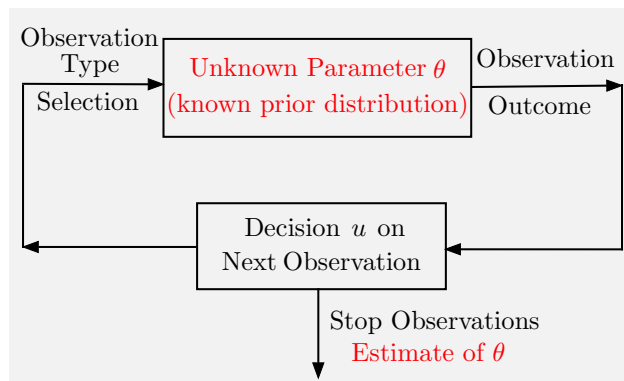 Observation
Type
Selection
Unknown Parameter θ
(known prior distribution)
Observation
Outcome
Decision u on
Next Observation
Stop Observations
Estimate of θ